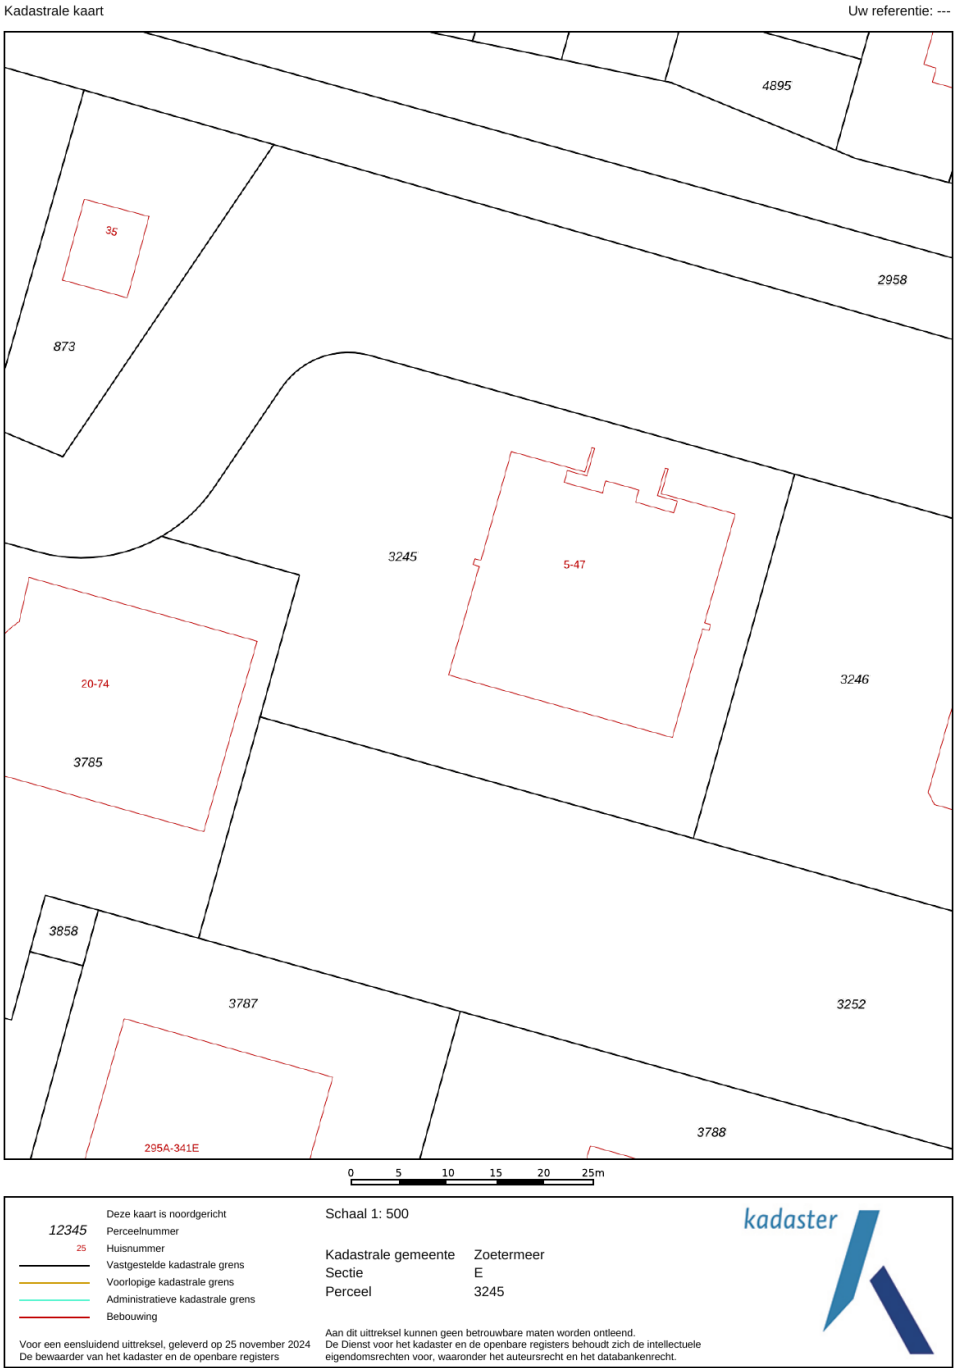 Kadastrale kaart
Uw referentie: ---
4895
35
2958
873
3245
5-47
3246
20-74
3785
3858
3787
3252
3788
295A-341E
0 5 10 15 20 25m
Deze kaart is noordgericht
12345 Perceelnummer
25 Huisnummer
Vastgestelde kadastrale grens
Voorlopige kadastrale grens
Administratieve kadastrale grens
Bebouwing
Voor een eensluidend uittreksel, geleverd op 25 november 2024
De bewaarder van het kadaster en de openbare registers
Schaal 1: 500
Kadastrale gemeente Zoetermeer
Sectie E
Perceel 3245
Aan dit uittreksel kunnen geen betrouwbare maten worden ontleend.
De Dienst voor het kadaster en de openbare registers behoudt zich de intellectuele
eigendomsrechten voor, waaronder het auteursrecht en het databankenrecht.
kadaster